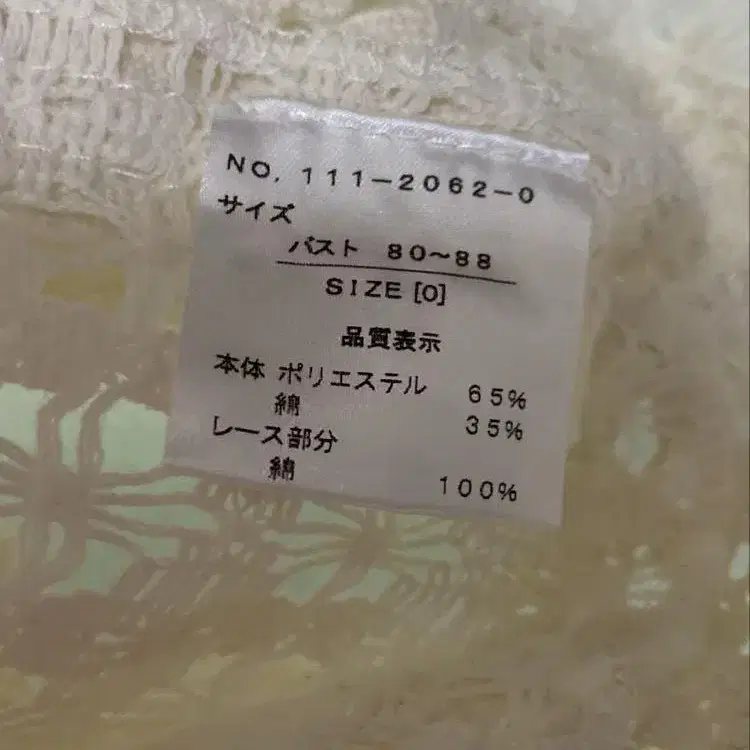 NO. 111-2062-0
サイズ
バスト 80〜88
SIZE [0]
品質表示
本体 ポリエステル 65%
綿 35%
レース部分
綿 100%